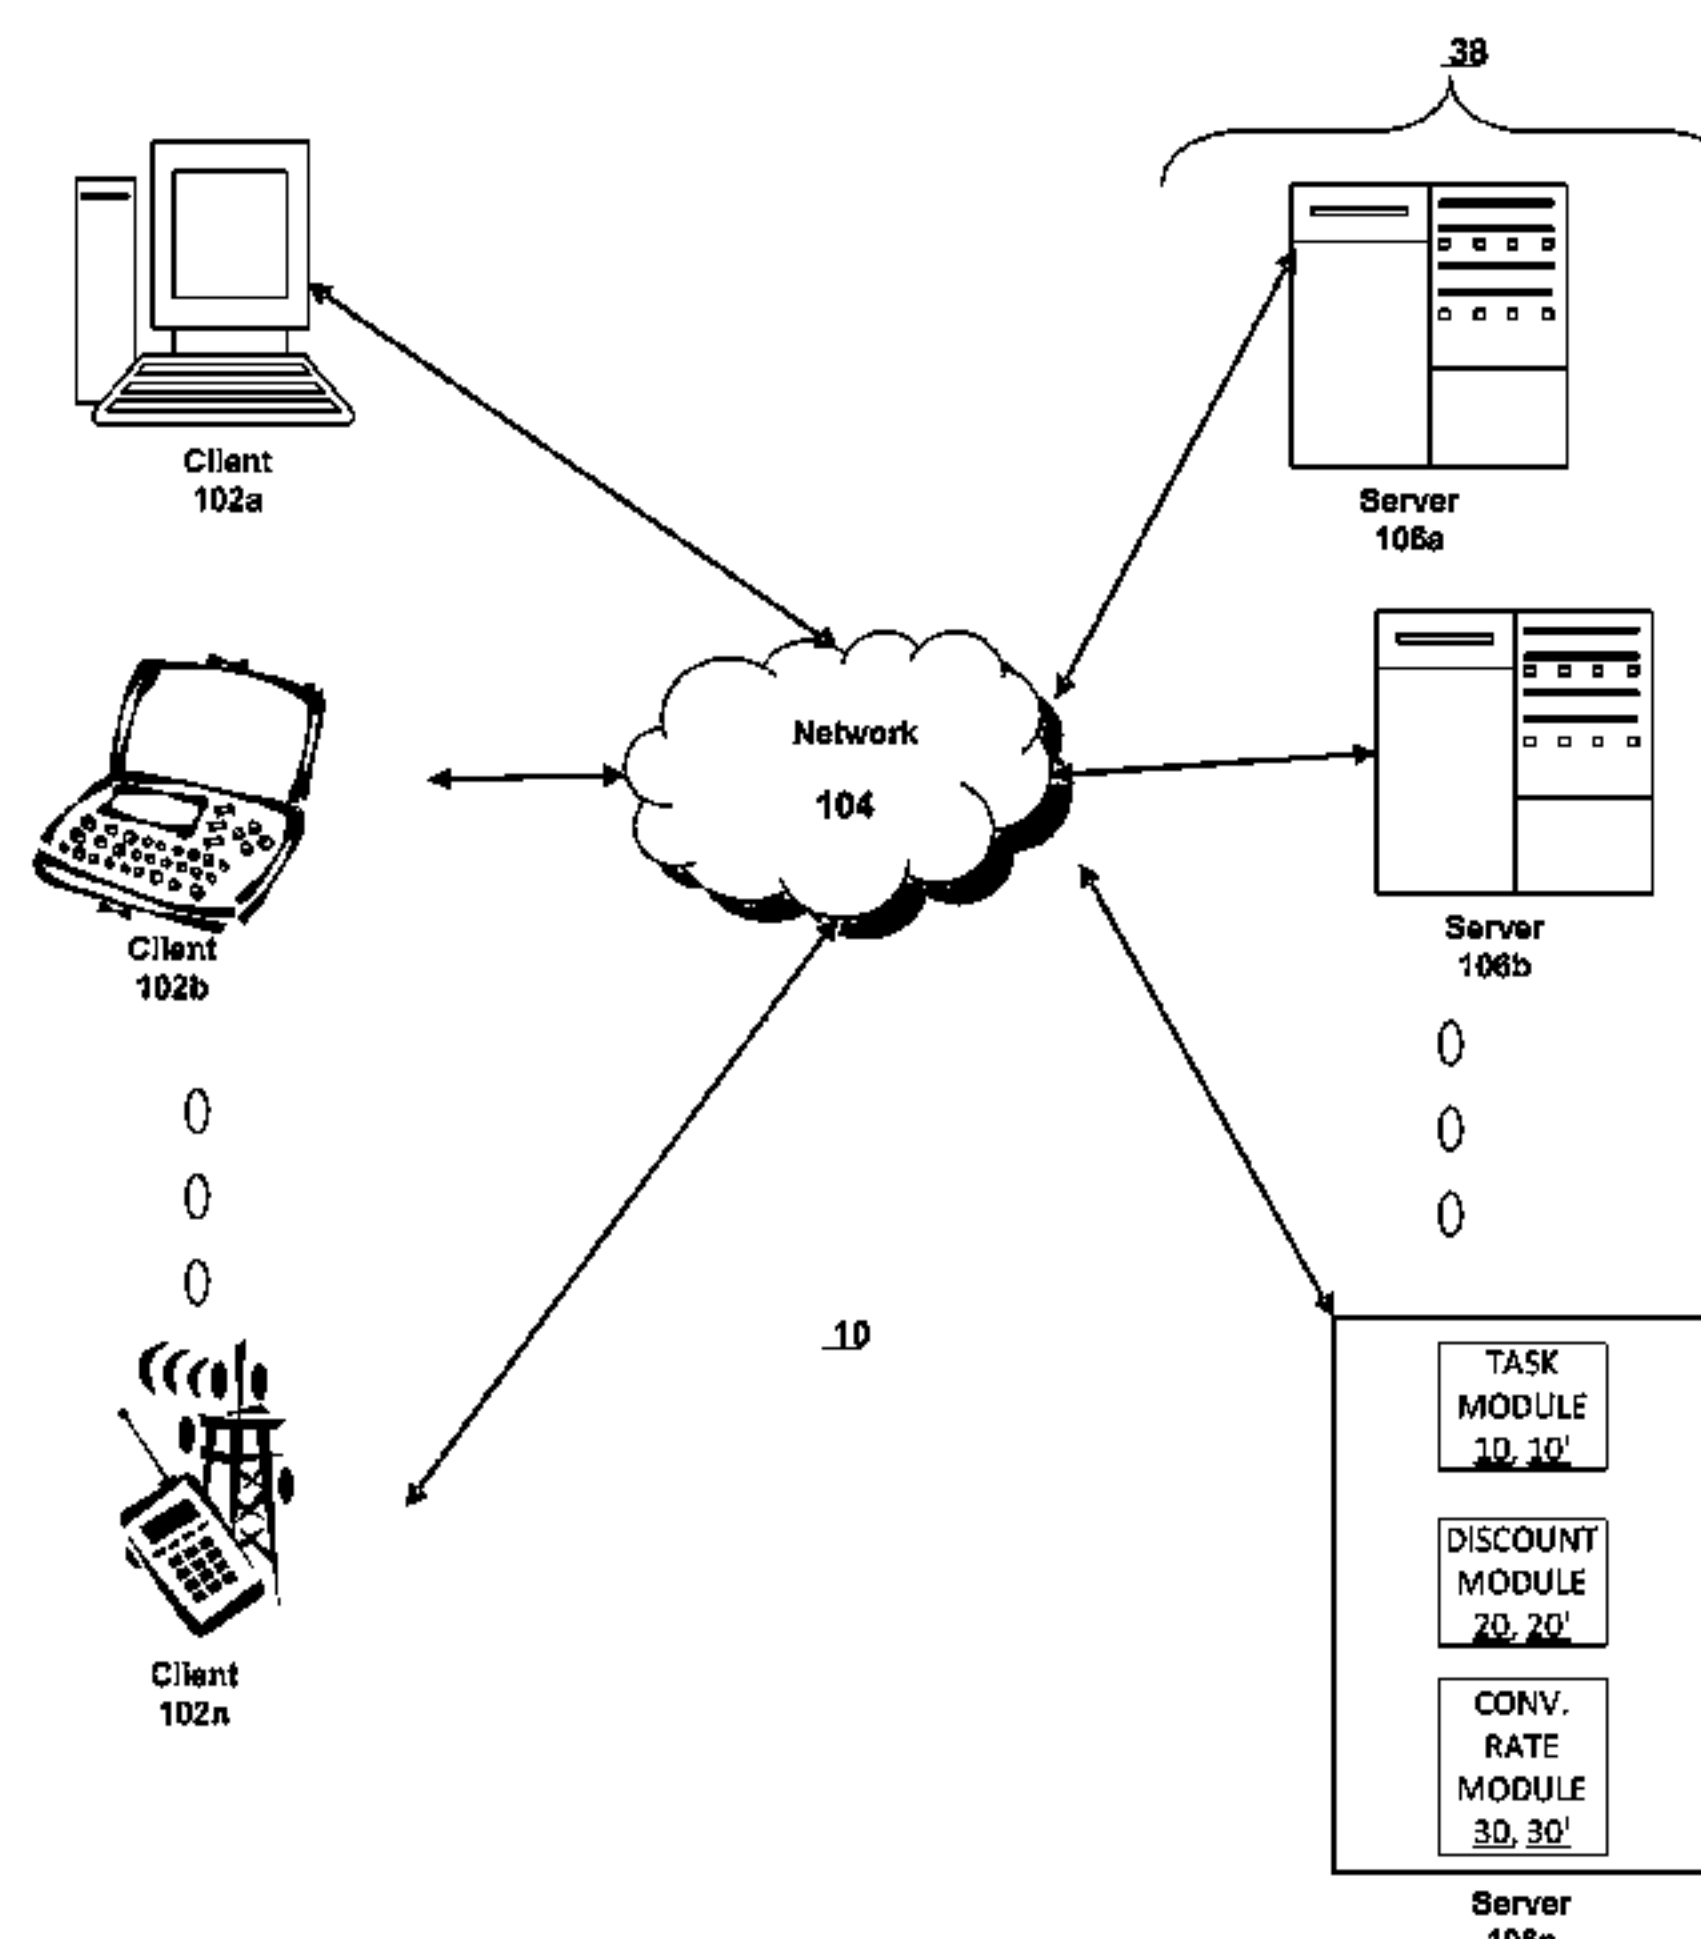 38
Client
102a
Server
106a
Network
104
Server
106b
Client
102b
10
TASK
MODULE
10, 10'
DISCOUNT
MODULE
20, 20'
Client
102n
CONV.
RATE
MODULE
30, 30'
Server